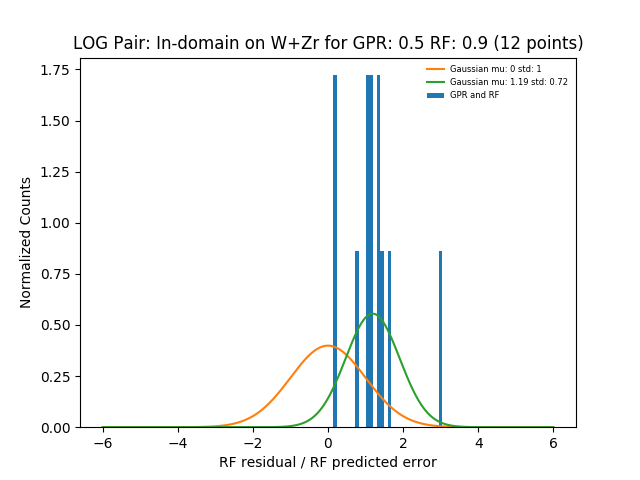 LOG Pair: In-domain on W+Zr for GPR: 0.5 RF: 0.9 (12 points)
Gaussian mu: 0 std: 1
Gaussian mu: 1.19 std: 0.72
GPR and RF
Normalized Counts
1.75
1.50
1.25
1.00
0.75
0.50
0.25
0.00
−6
−4
−2
0
2
4
6
RF residual / RF predicted error